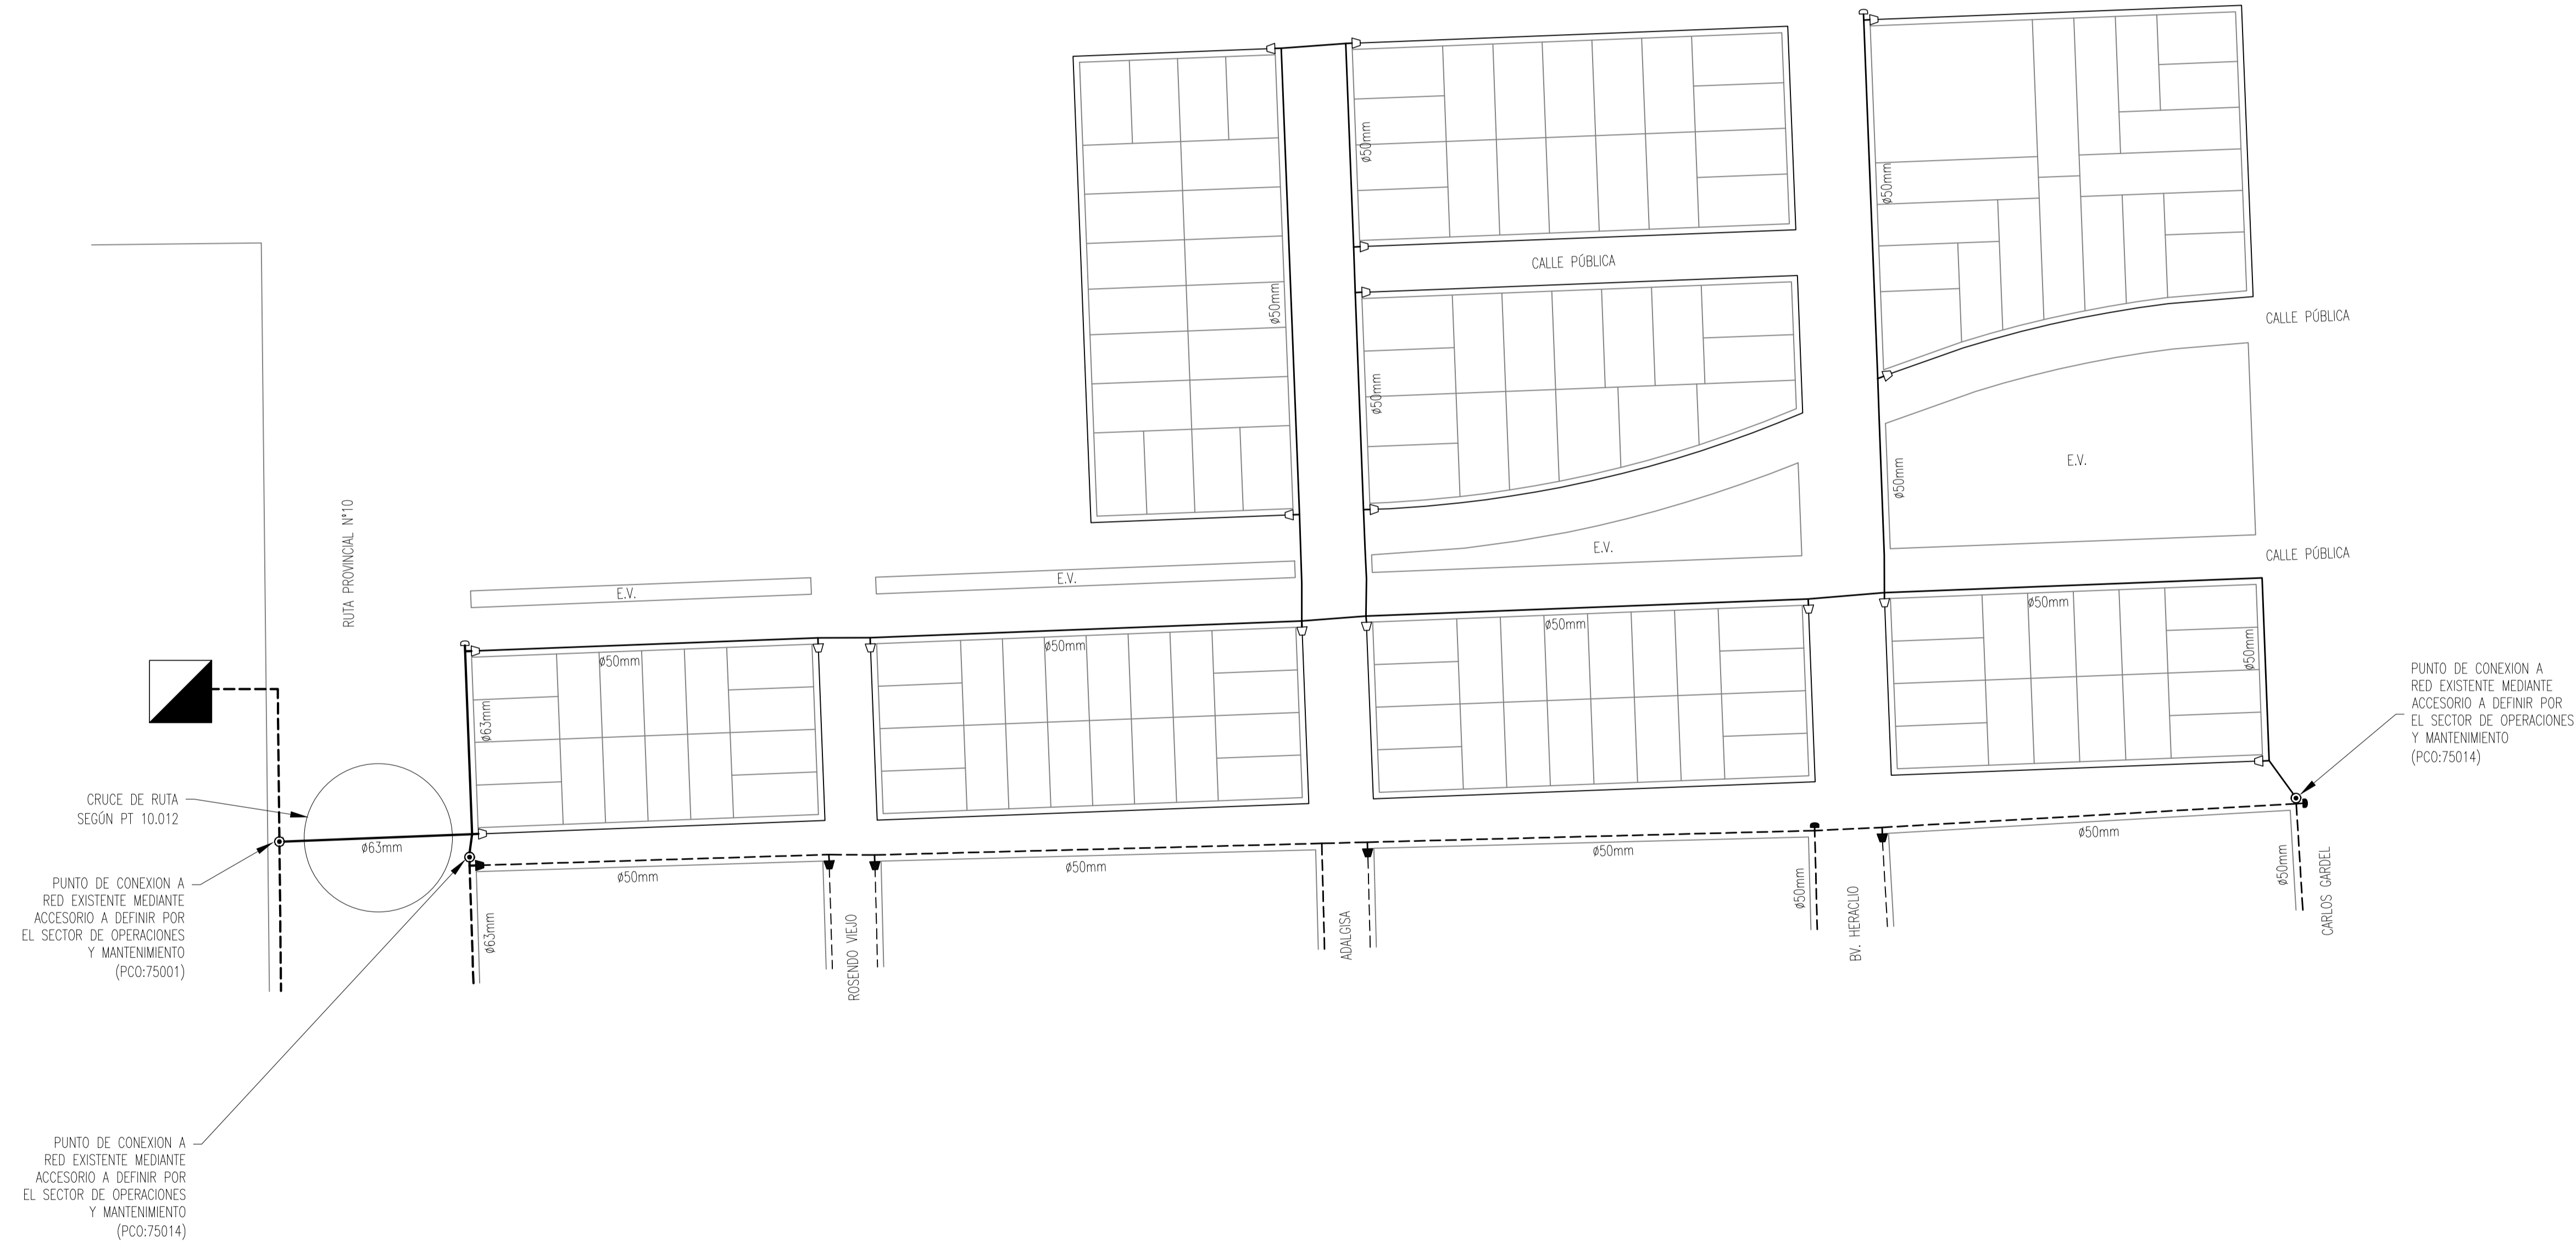 ø50mm
ø50mm
CALLE PÚBLICA
ø50mm
CALLE PÚBLICA
ø50mm
E.V.
ø50mm
RUTA PROVINCIAL Nº10
E.V.
CALLE PÚBLICA
E.V.
E.V.
ø50mm
ø50mm
ø50mm
ø50mm
ø50mm
ø63mm
PUNTO DE CONEXION A
RED EXISTENTE MEDIANTE
ACCESORIO A DEFINIR POR
EL SECTOR DE OPERACIONES
Y MANTENIMIENTO
(PCO:75014)
CRUCE DE RUTA
SEGÚN PT 10.012
ø63mm
ø50mm
ø50mm
ø50mm
ø50mm
ø50mm
ø50mm
ø63mm
ROSENDO VIEJO
ADALGISA
BV. HERACLIO
CARLOS GARDEL
PUNTO DE CONEXION A
RED EXISTENTE MEDIANTE
ACCESORIO A DEFINIR POR
EL SECTOR DE OPERACIONES
Y MANTENIMIENTO
(PCO:75001)
PUNTO DE CONEXION A
RED EXISTENTE MEDIANTE
ACCESORIO A DEFINIR POR
EL SECTOR DE OPERACIONES
Y MANTENIMIENTO
(PCO:75014)